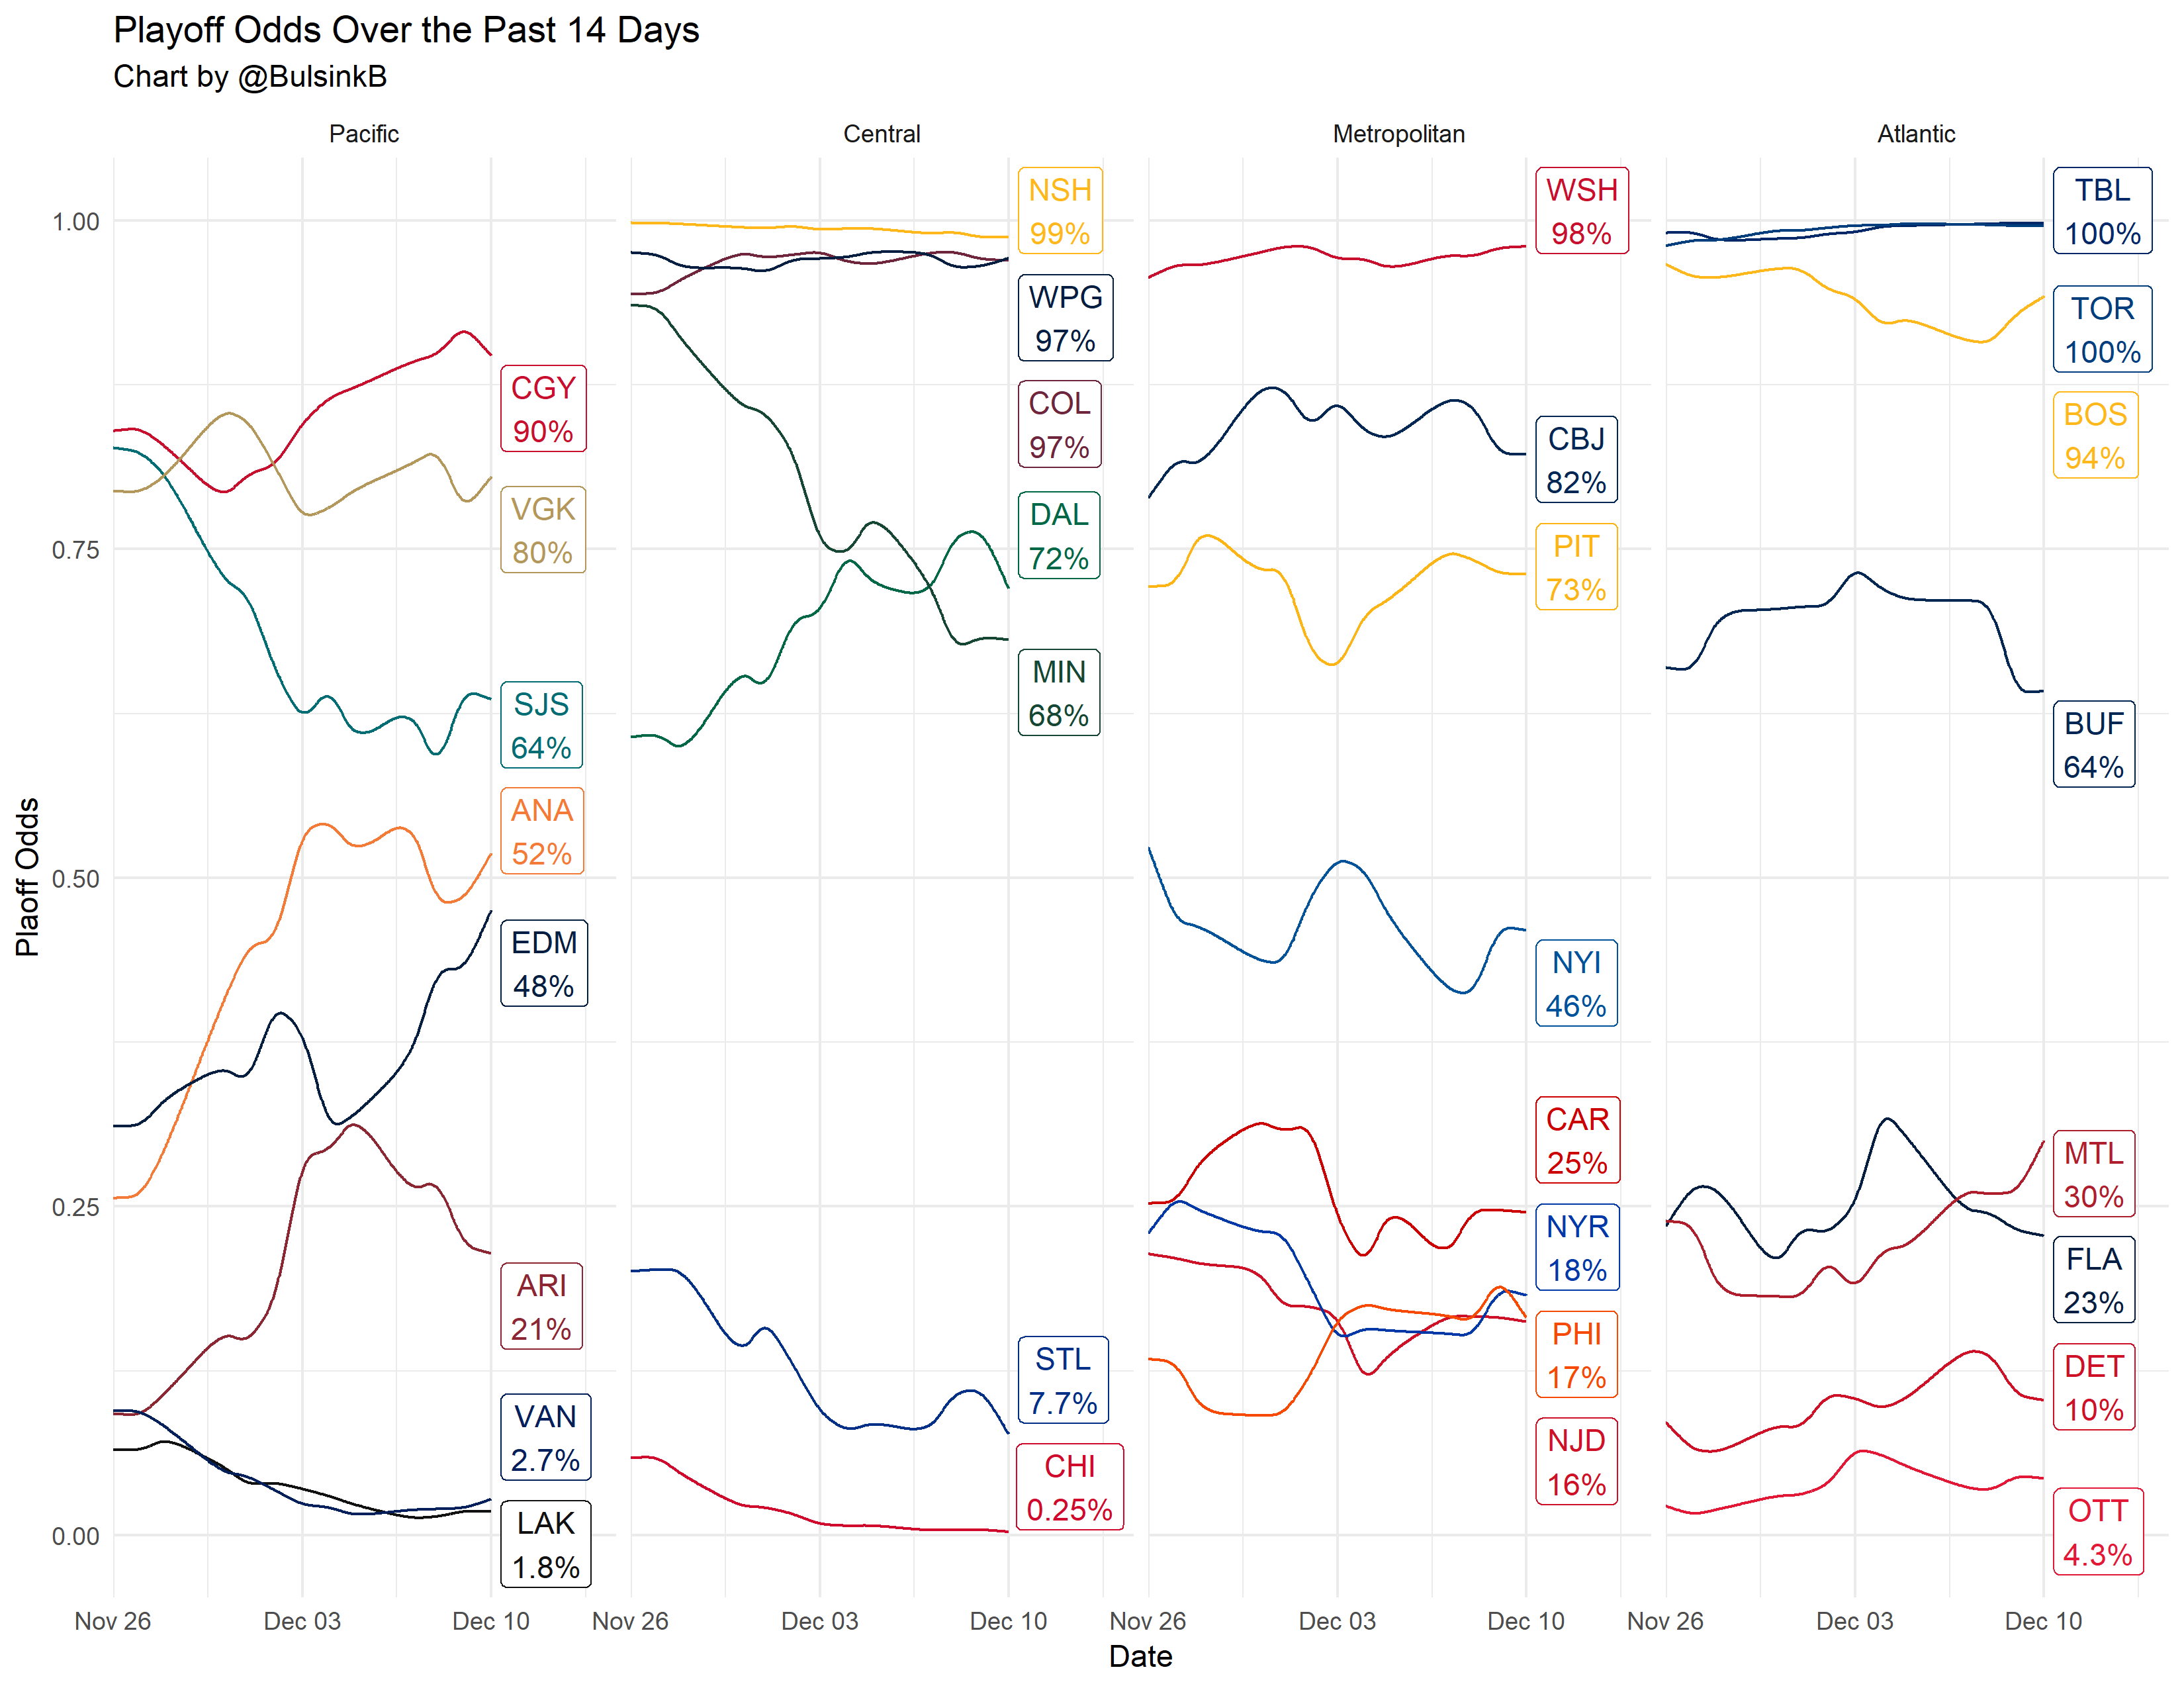 Playoff Odds Over the Past 14 Days
Chart by @BulsinkB
Pacific
Central
Metropolitan
Atlantic
Plaoff Odds
1.00
0.75
0.50
0.25
0.00
CGY
90%
VGK
80%
SJS
64%
ANA
52%
EDM
48%
ARI
21%
VAN
2.7%
LAK
1.8%
NSH
99%
WPG
97%
COL
97%
DAL
72%
MIN
68%
STL
7.7%
CHI
0.25%
WSH
98%
CBJ
82%
PIT
73%
NYI
46%
CAR
25%
NYR
18%
PHI
17%
NJD
16%
TBL
100%
TOR
100%
BOS
94%
BUF
64%
MTL
30%
FLA
23%
DET
10%
OTT
4.3%
Nov 26 Dec 03 Dec 10
Nov 26 Dec 03 Dec 10
Nov 26 Dec 03 Dec 10
Nov 26 Dec 03 Dec 10
Date